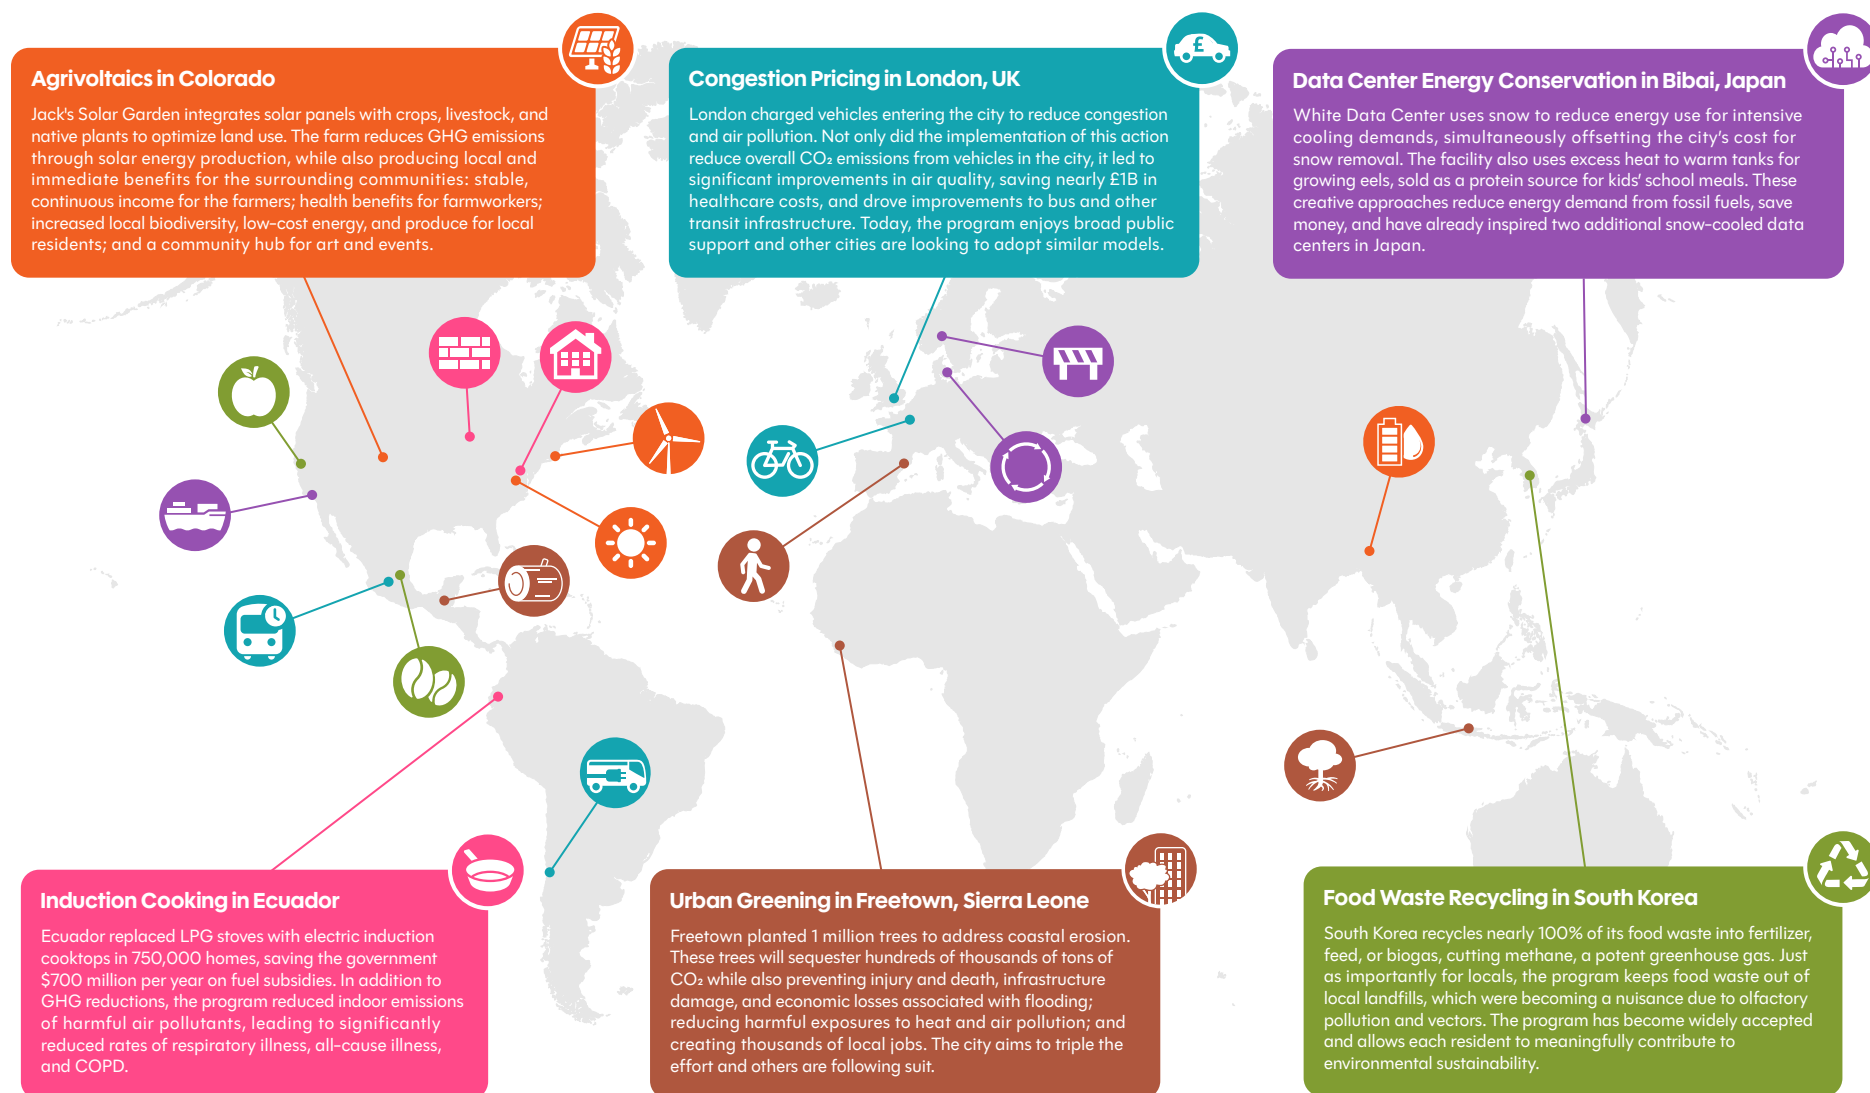 Agrivoltaics in Colorado
Jack's Solar Garden integrates solar panels with crops, livestock, and
native plants to optimize land use. The farm reduces GHG emissions
through solar energy production, while also producing local and
immediate benefits for the surrounding communities: stable,
continuous income for the farmers; health benefits for farmworkers;
increased local biodiversity, low-cost energy, and produce for local
residents; and a community hub for art and events.
£
Congestion Pricing in London, UK
London charged vehicles entering the city to reduce congestion
and air pollution. Not only did the implementation of this action
reduce overall CO₂ emissions from vehicles in the city, it led to
significant improvements in air quality, saving nearly £1B in
healthcare costs, and drove improvements to bus and other
transit infrastructure. Today, the program enjoys broad public
support and other cities are looking to adopt similar models.
Data Center Energy Conservation in Bibai, Japan
White Data Center uses snow to reduce energy use for intensive
cooling demands, simultaneously offsetting the city's cost for
snow removal. The facility also uses excess heat to warm tanks for
growing eels, sold as a protein source for kids' school meals. These
creative approaches reduce energy demand from fossil fuels, save
money, and have already inspired two additional snow-cooled data
centers in Japan.
Induction Cooking in Ecuador
Ecuador replaced LPG stoves with electric induction
cooktops in 750,000 homes, saving the government
$700 million per year on fuel subsidies. In addition to
GHG reductions, the program reduced indoor emissions
of harmful air pollutants, leading to significantly
reduced rates of respiratory illness, all-cause illness,
and COPD.
Urban Greening in Freetown, Sierra Leone
Freetown planted 1 million trees to address coastal erosion.
These trees will sequester hundreds of thousands of tons of
CO₂ while also preventing injury and death, infrastructure
damage, and economic losses associated with flooding;
reducing harmful exposures to heat and air pollution; and
creating thousands of local jobs. The city aims to triple the
effort and others are following suit.
Food Waste Recycling in South Korea
South Korea recycles nearly 100% of its food waste into fertilizer,
feed, or biogas, cutting methane, a potent greenhouse gas. Just
as importantly for locals, the program keeps food waste out of
local landfills, which were becoming a nuisance due to olfactory
pollution and vectors. The program has become widely accepted
and allows each resident to meaningfully contribute to
environmental sustainability.